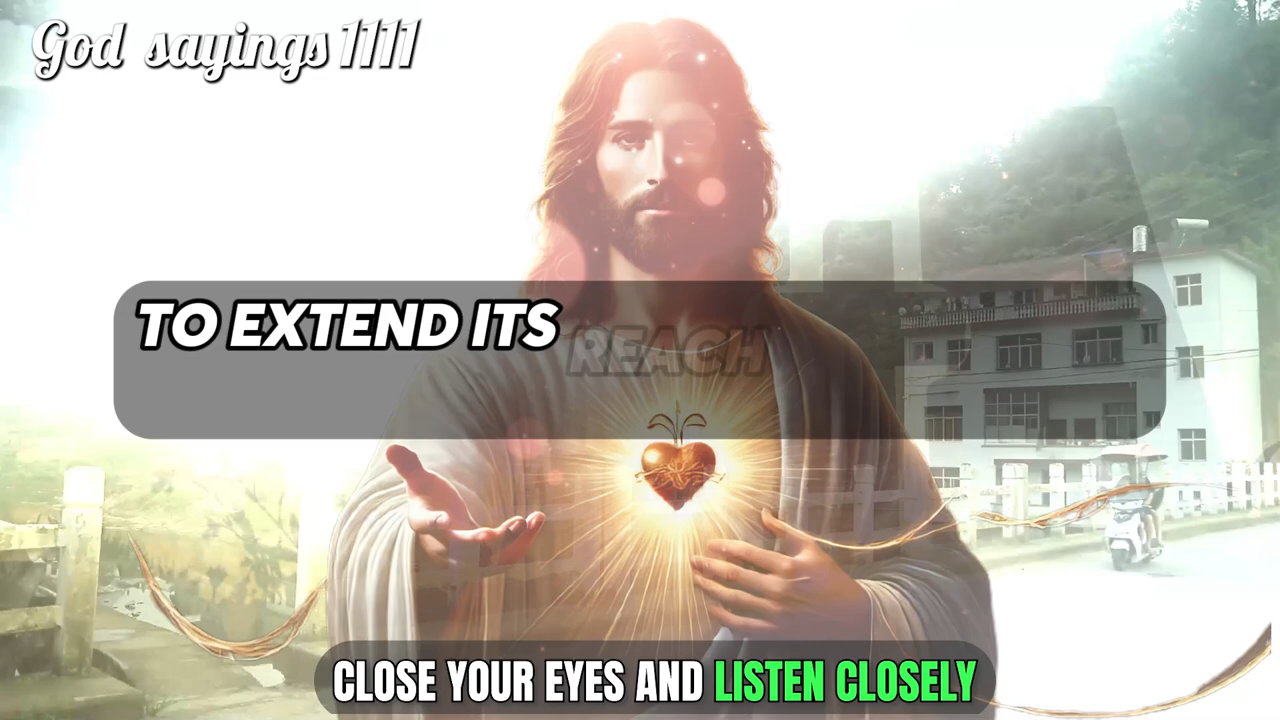 God sayings 1111
TO EXTEND ITS REACH
CLOSE YOUR EYES AND LISTEN CLOSELY